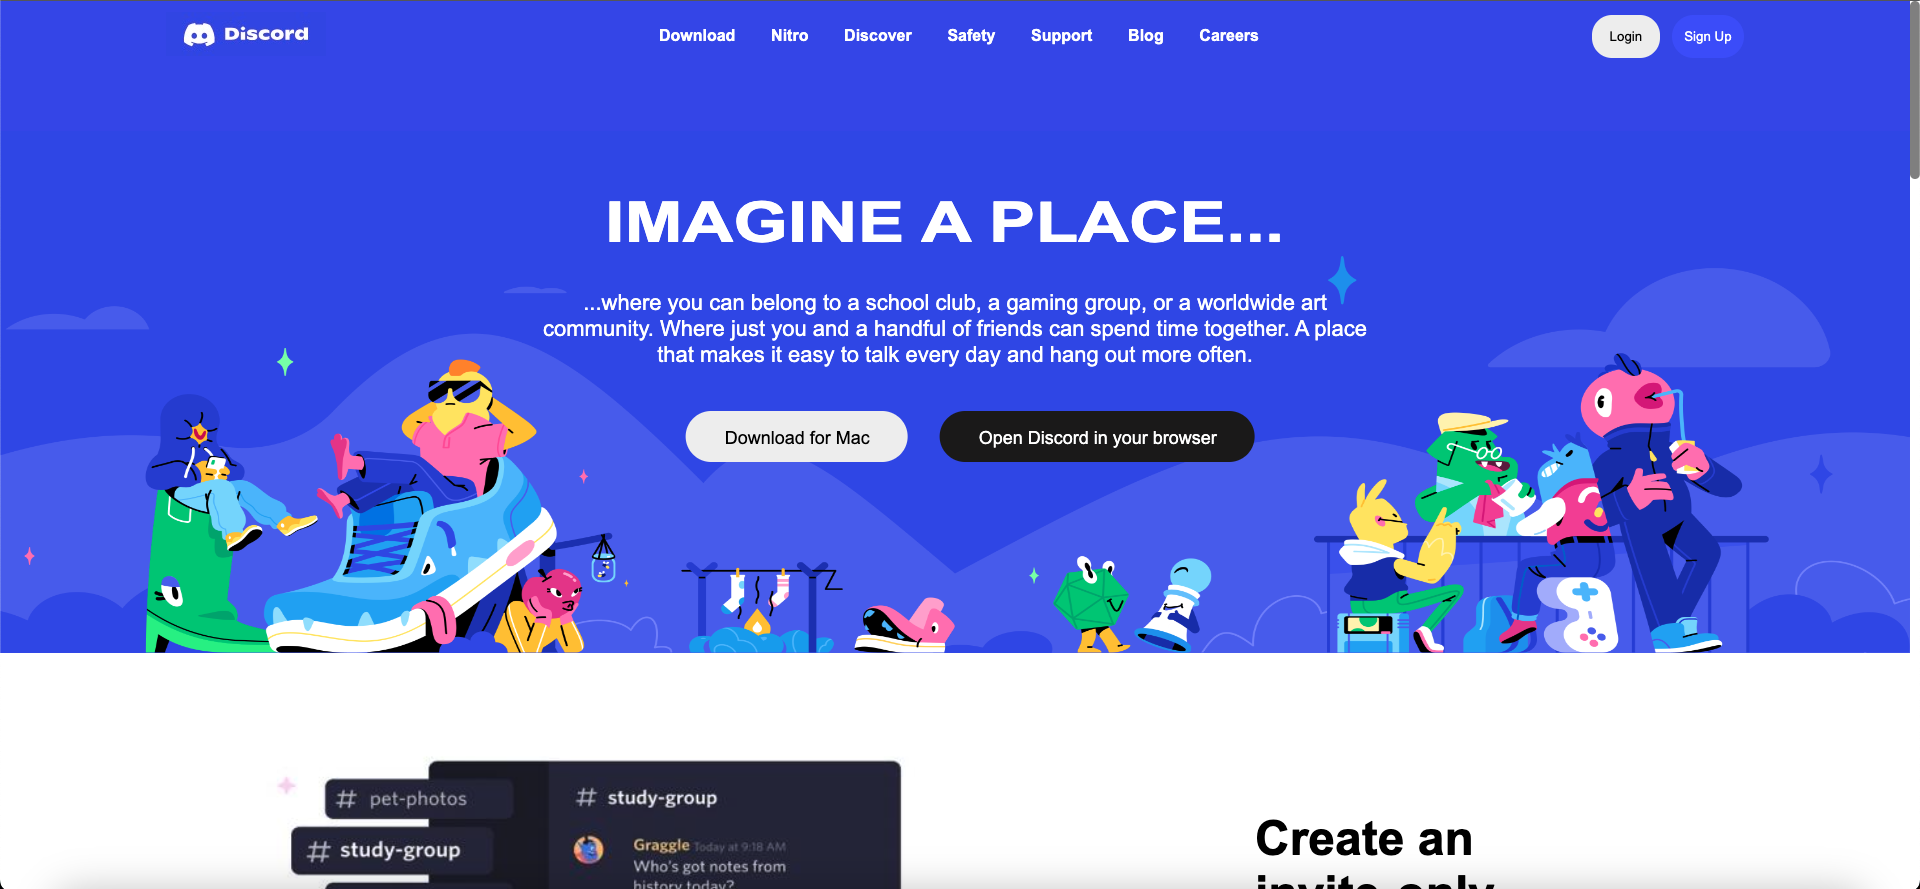 Discord
Download Nitro Discover Safety Support Blog Careers
Login Sign Up
IMAGINE A PLACE...
...where you can belong to a school club, a gaming group, or a worldwide art
community. Where just you and a handful of friends can spend time together. A place
that makes it easy to talk every day and hang out more often.
Download for Mac Open Discord in your browser
# pet-photos
# study-group
# study-group
Graggle Today at 9:18 AM
Who's got notes from
history today?
Create an
invite-only